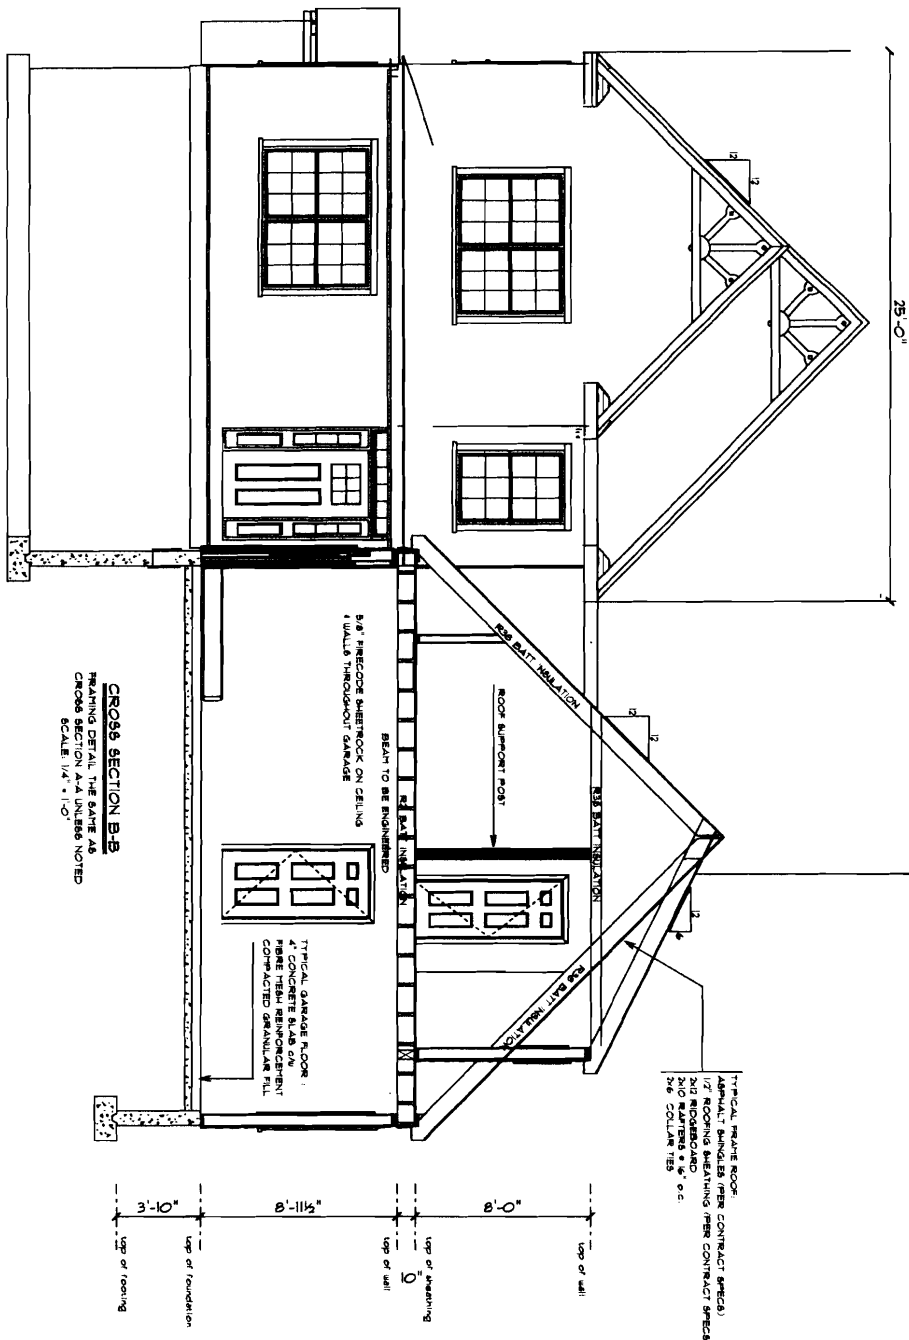 25'-0"
12
12
12
12
12
6
R38 BATT INSULATION
R38 BATT INSULATION
R38 BATT INSULATION
ROOF SUPPORT POST
BEAM TO BE ENGINEERED
5/8" FIRECODE SHEETROCK ON CEILING
& WALLS THROUGHOUT GARAGE
TYPICAL FRAME ROOF:
ASPHALT SHINGLES (PER CONTRACT SPECS)
1/2" ROOFING SHEATHING (PER CONTRACT SPECS
2x12 RIDGEBOARD
2x10 RAFTERS @ 16" O.C.
2x6 COLLAR TIES
TYPICAL GARAGE FLOOR :
4" CONCRETE SLAB c/w
FIBRE MESH REINFORCEMENT
COMPACTED GRANULAR FILL
top of wall
8'-0"
top of sheathing
10"
top of wall
8'-11½"
top of foundation
3'-10"
top of footing
CROSS SECTION B-B
FRAMING DETAIL THE SAME AS
CROSS SECTION A-A UNLESS NOTED
SCALE: 1/4" = 1'-0"
BATT INSULATION